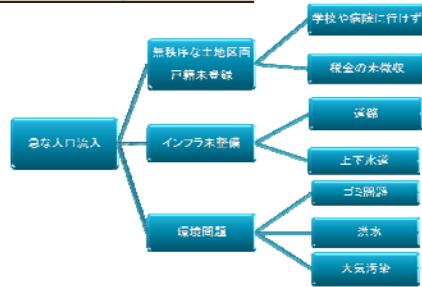 急な人口流入
無秩序な土地区画
戸籍未登録
学校や病院に行けず
税金の未徴収
インフラ未整備
道路
上下水道
環境問題
ゴミ問題
洪水
大気汚染